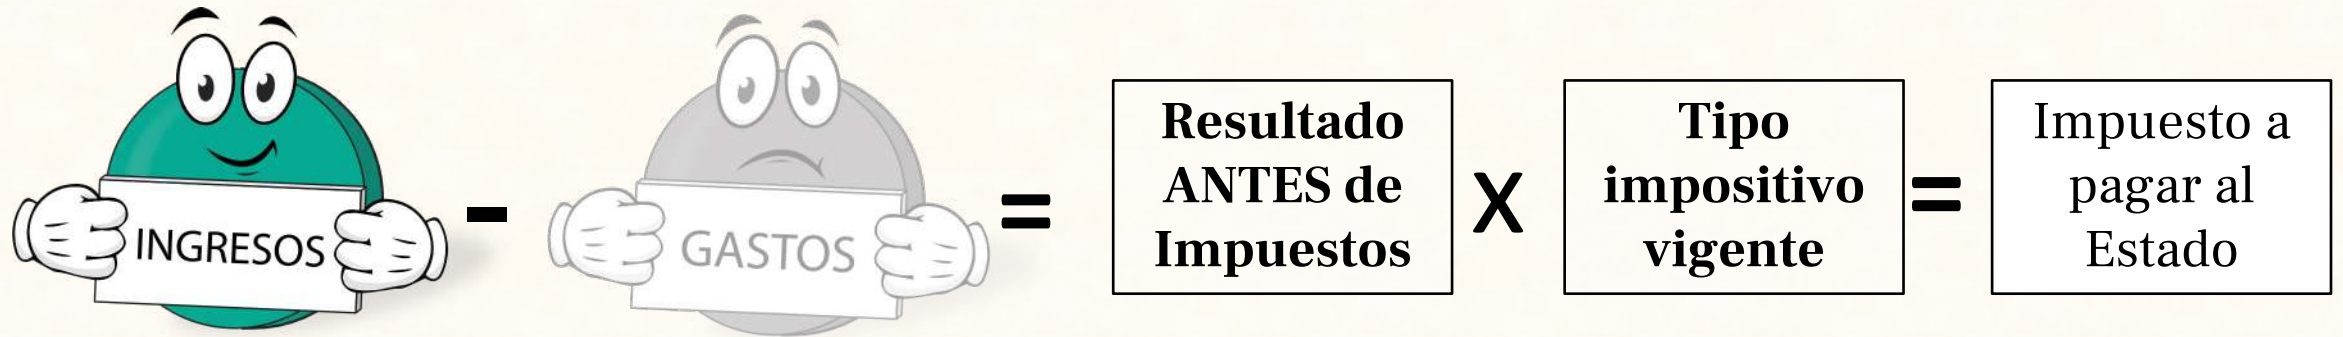 INGRESOS
-
GASTOS
=
Resultado
ANTES de
Impuestos
X
Tipo
impositivo
vigente
=
Impuesto a
pagar al
Estado